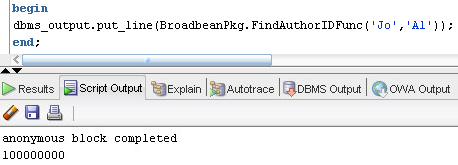 begin
dbms_output.put_line(BroadbeanPkg.FindAuthorIDFunc('Jo','Al'));
end;
Results Script Output Explain Autotrace DBMS Output OWA Output
anonymous block completed
100000000